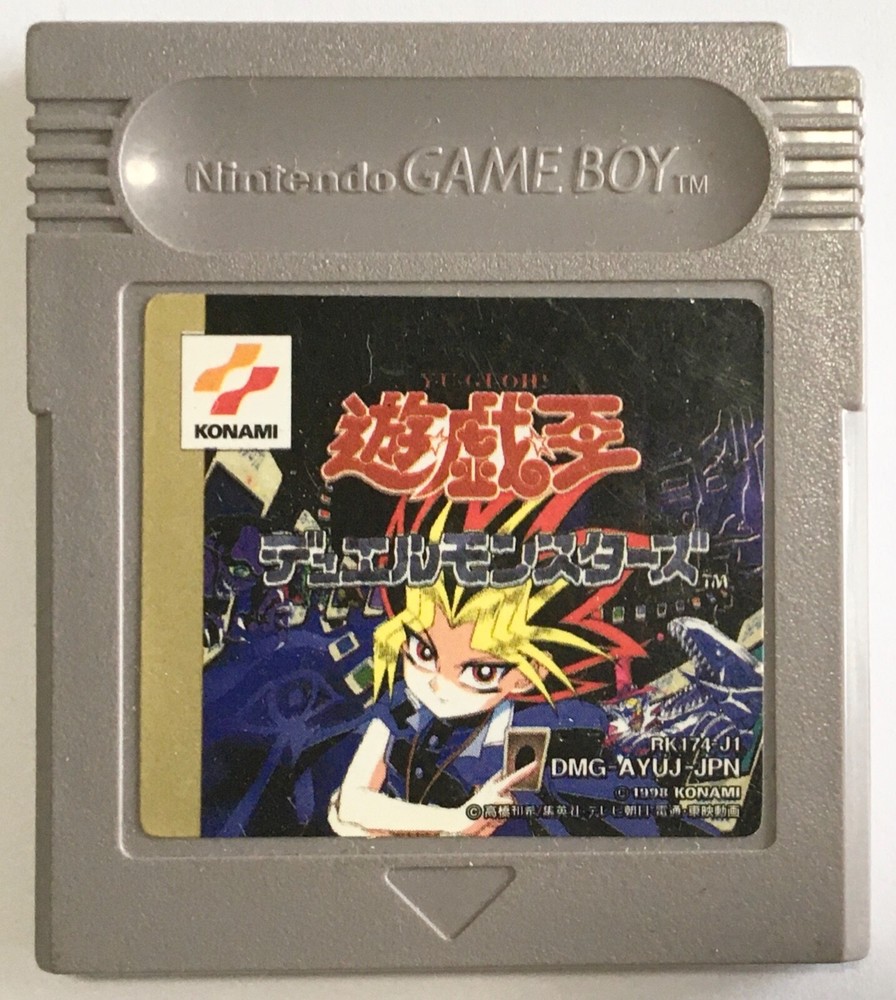 Nintendo GAME BOY TM
KONAMI
YU-GI-OH!
遊戯王
デュエルモンスターズ TM
RK174-J1
DMG-AYUJ-JPN
© 1998 KONAMI
©高橋和希/集英社・テレビ朝日・電通・東映動画